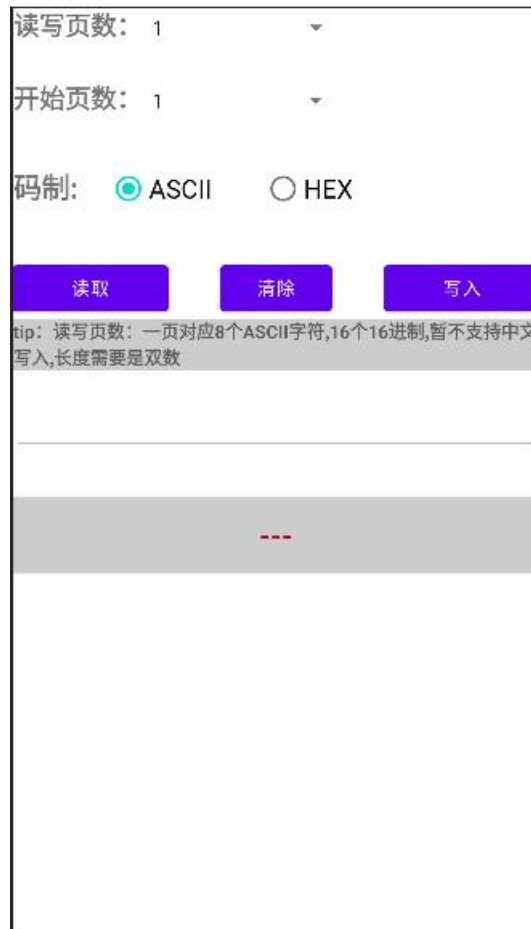 读写页数： 1
开始页数： 1
码制: ASCII HEX
读取 清除 写入
tip：读写页数：一页对应8个ASCII字符,16个16进制,暂不支持中文
写入,长度需要是双数
---